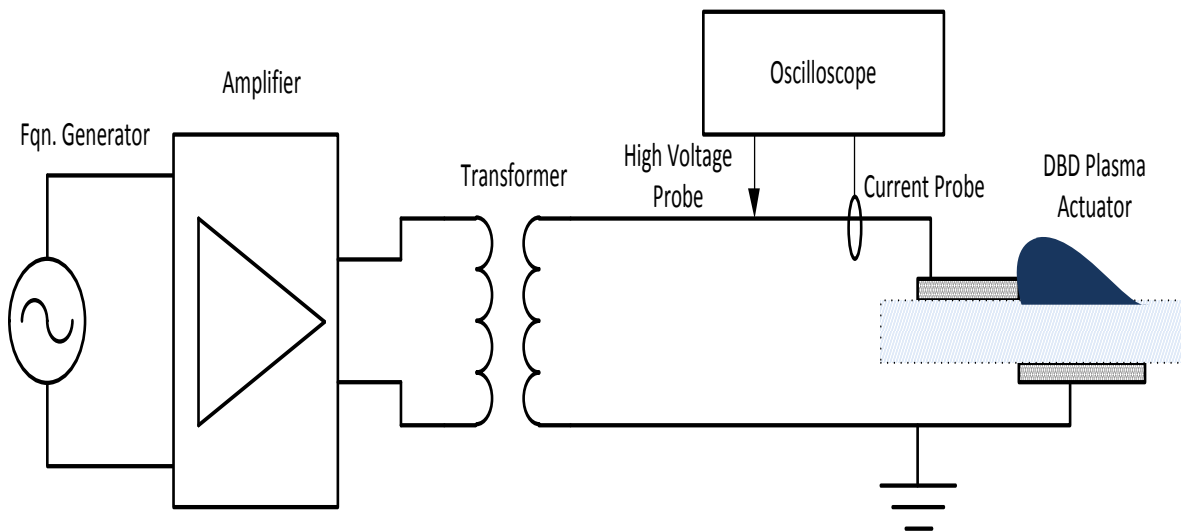 Oscilloscope
Amplifier
Fqn. Generator
High Voltage
Probe
Transformer
Current Probe
DBD Plasma
Actuator